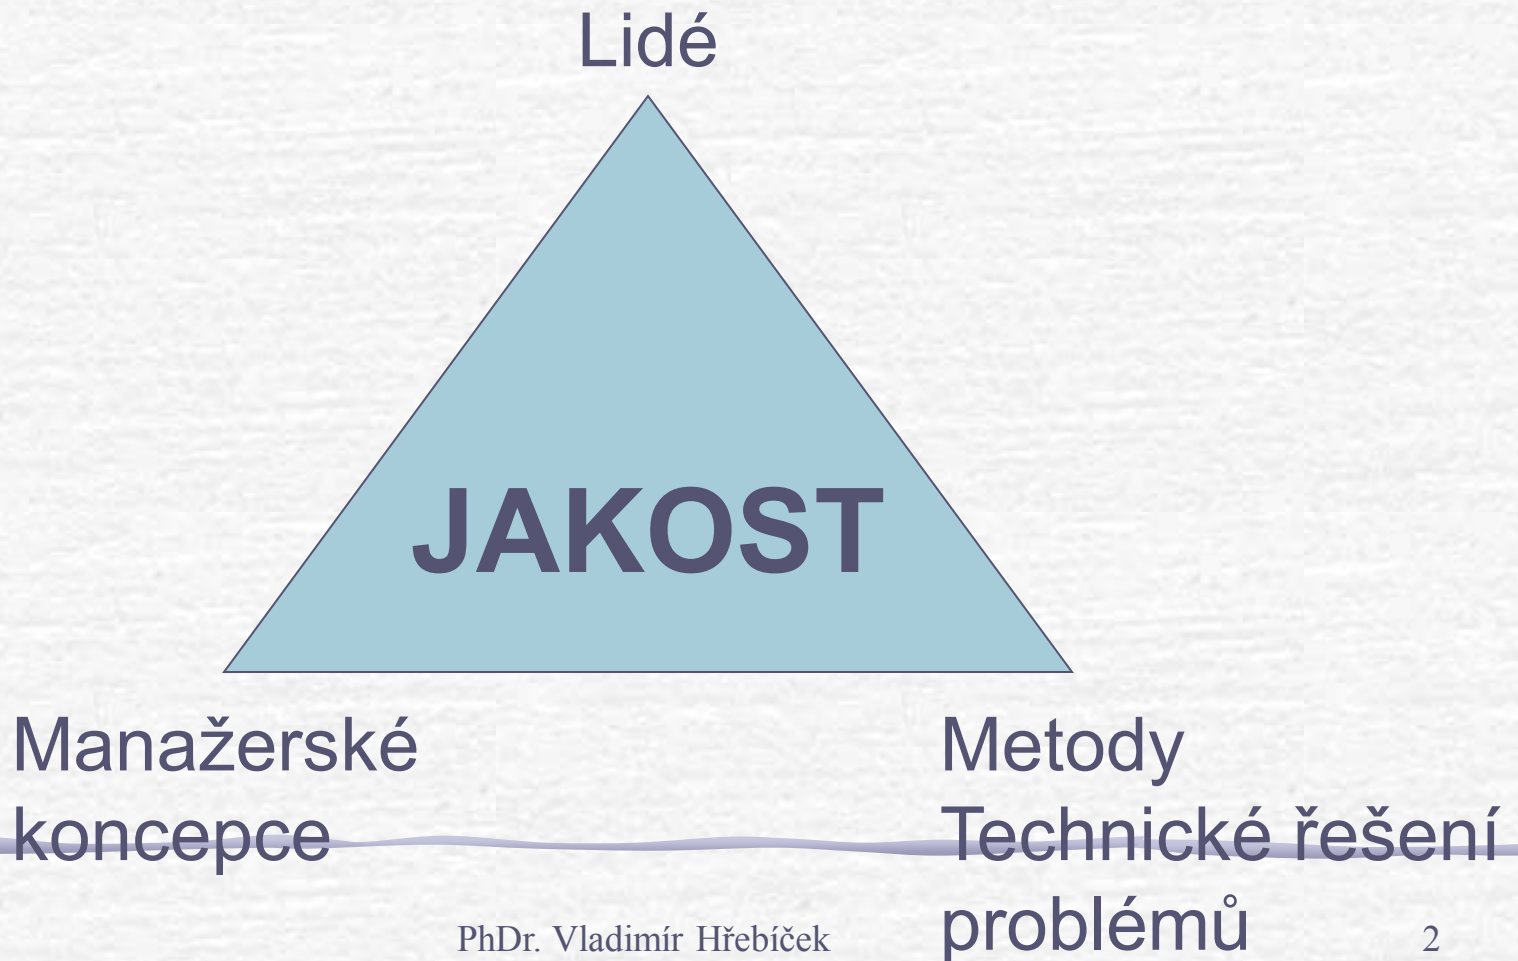 Lidé
JAKOST
Manažerské
koncepce
Metody
Technické řešení
problémů
PhDr. Vladimír Hřebíček
2